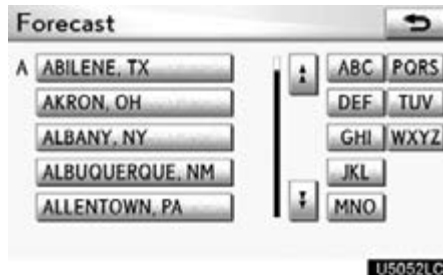 Forecast
A ABILENE, TX ABC PQRS
AKRON, OH DEF TUV
ALBANY, NY GHI WXYZ
ALBUQUERQUE, NM JKL
ALLENTOWN, PA MNO
U5052LC